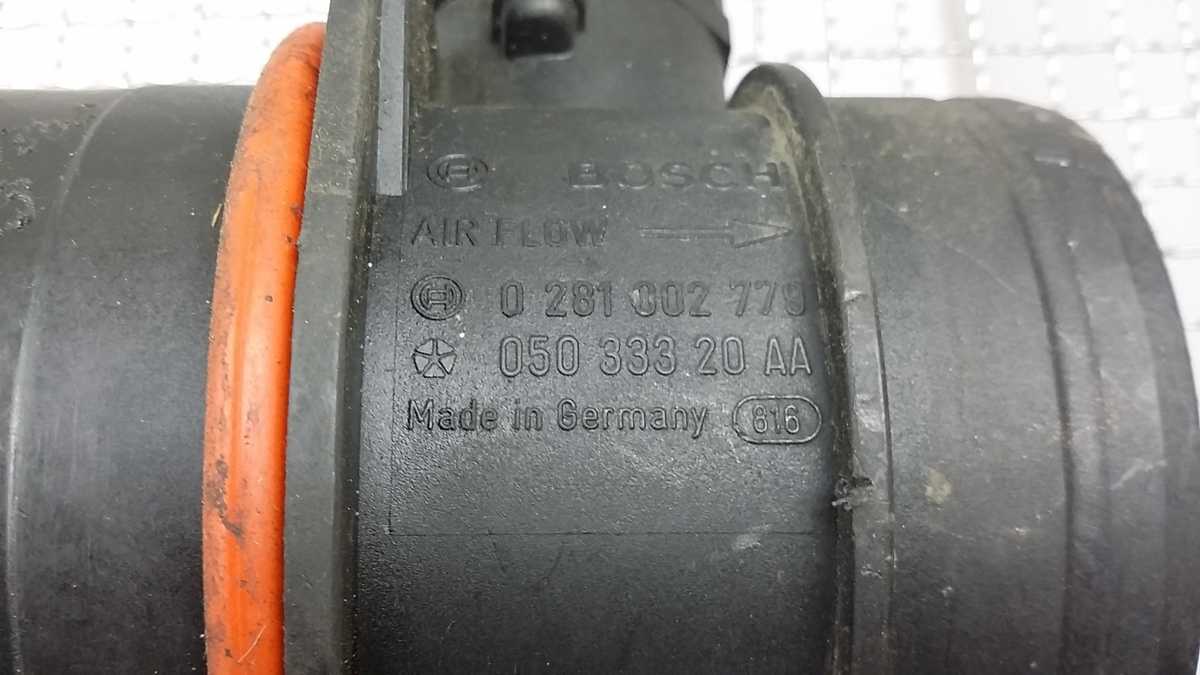 BOSCH
AIR FLOW
0 281 002 779
050 333 20 AA
Made in Germany 816